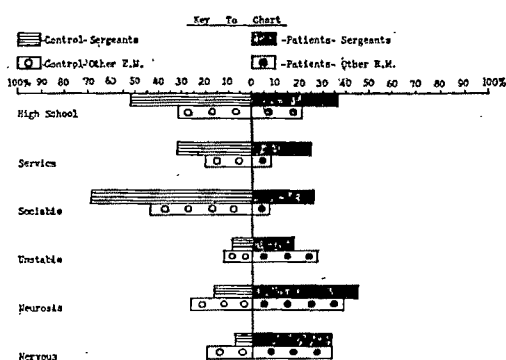 Key To Chart
-Control- Sergeants -Patients- Sergeants
-Control-Other E.M. -Patients- Other E.M.
100% 90 80 70 60 50 40 30 20 10 0 10 20 30 40 50 60 70 80 90 100%
High School
Service
Sociable
Unstable
Neurosis
Nervous